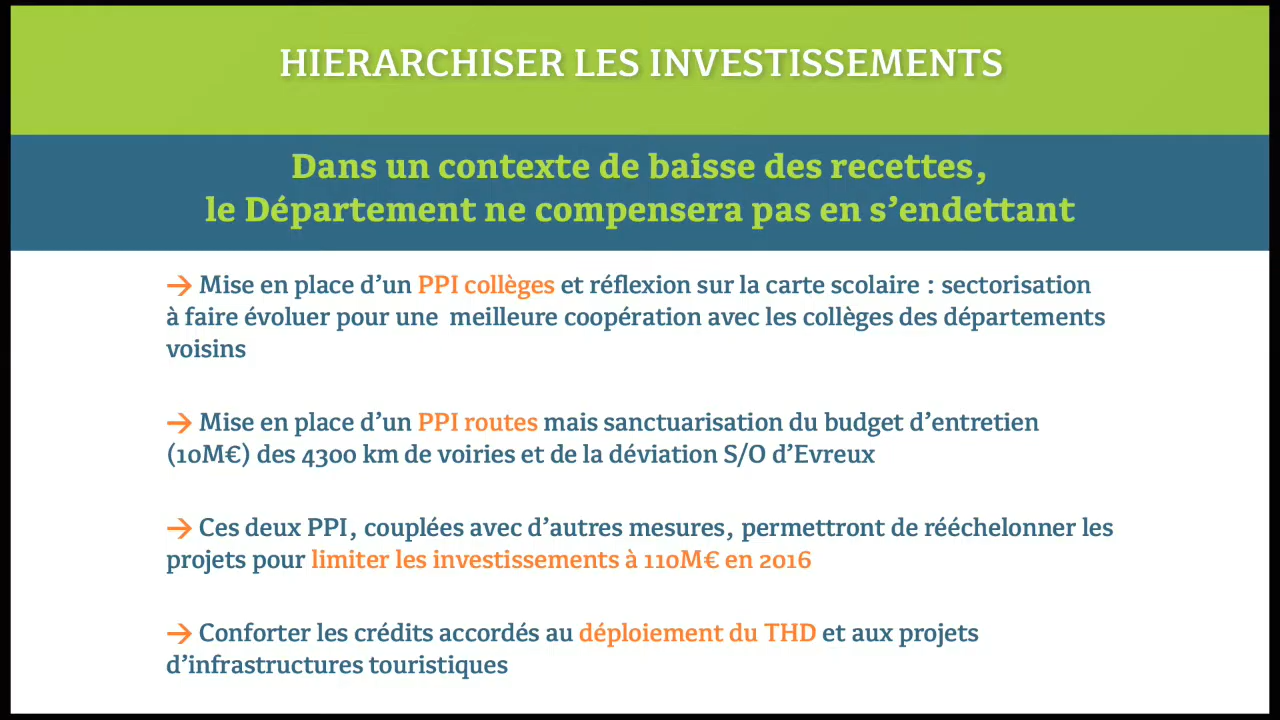 HIERARCHISER LES INVESTISSEMENTS
Dans un contexte de baisse des recettes,
le Département ne compensera pas en s’endettant
→ Mise en place d’un PPI collèges et réflexion sur la carte scolaire : sectorisation
à faire évoluer pour une meilleure coopération avec les collèges des départements
voisins
→ Mise en place d’un PPI routes mais sanctuarisation du budget d’entretien
(10M€) des 4300 km de voiries et de la déviation S/O d’Evreux
→ Ces deux PPI, couplées avec d’autres mesures, permettront de rééchelonner les
projets pour limiter les investissements à 110M€ en 2016
→ Conforter les crédits accordés au déploiement du THD et aux projets
d’infrastructures touristiques